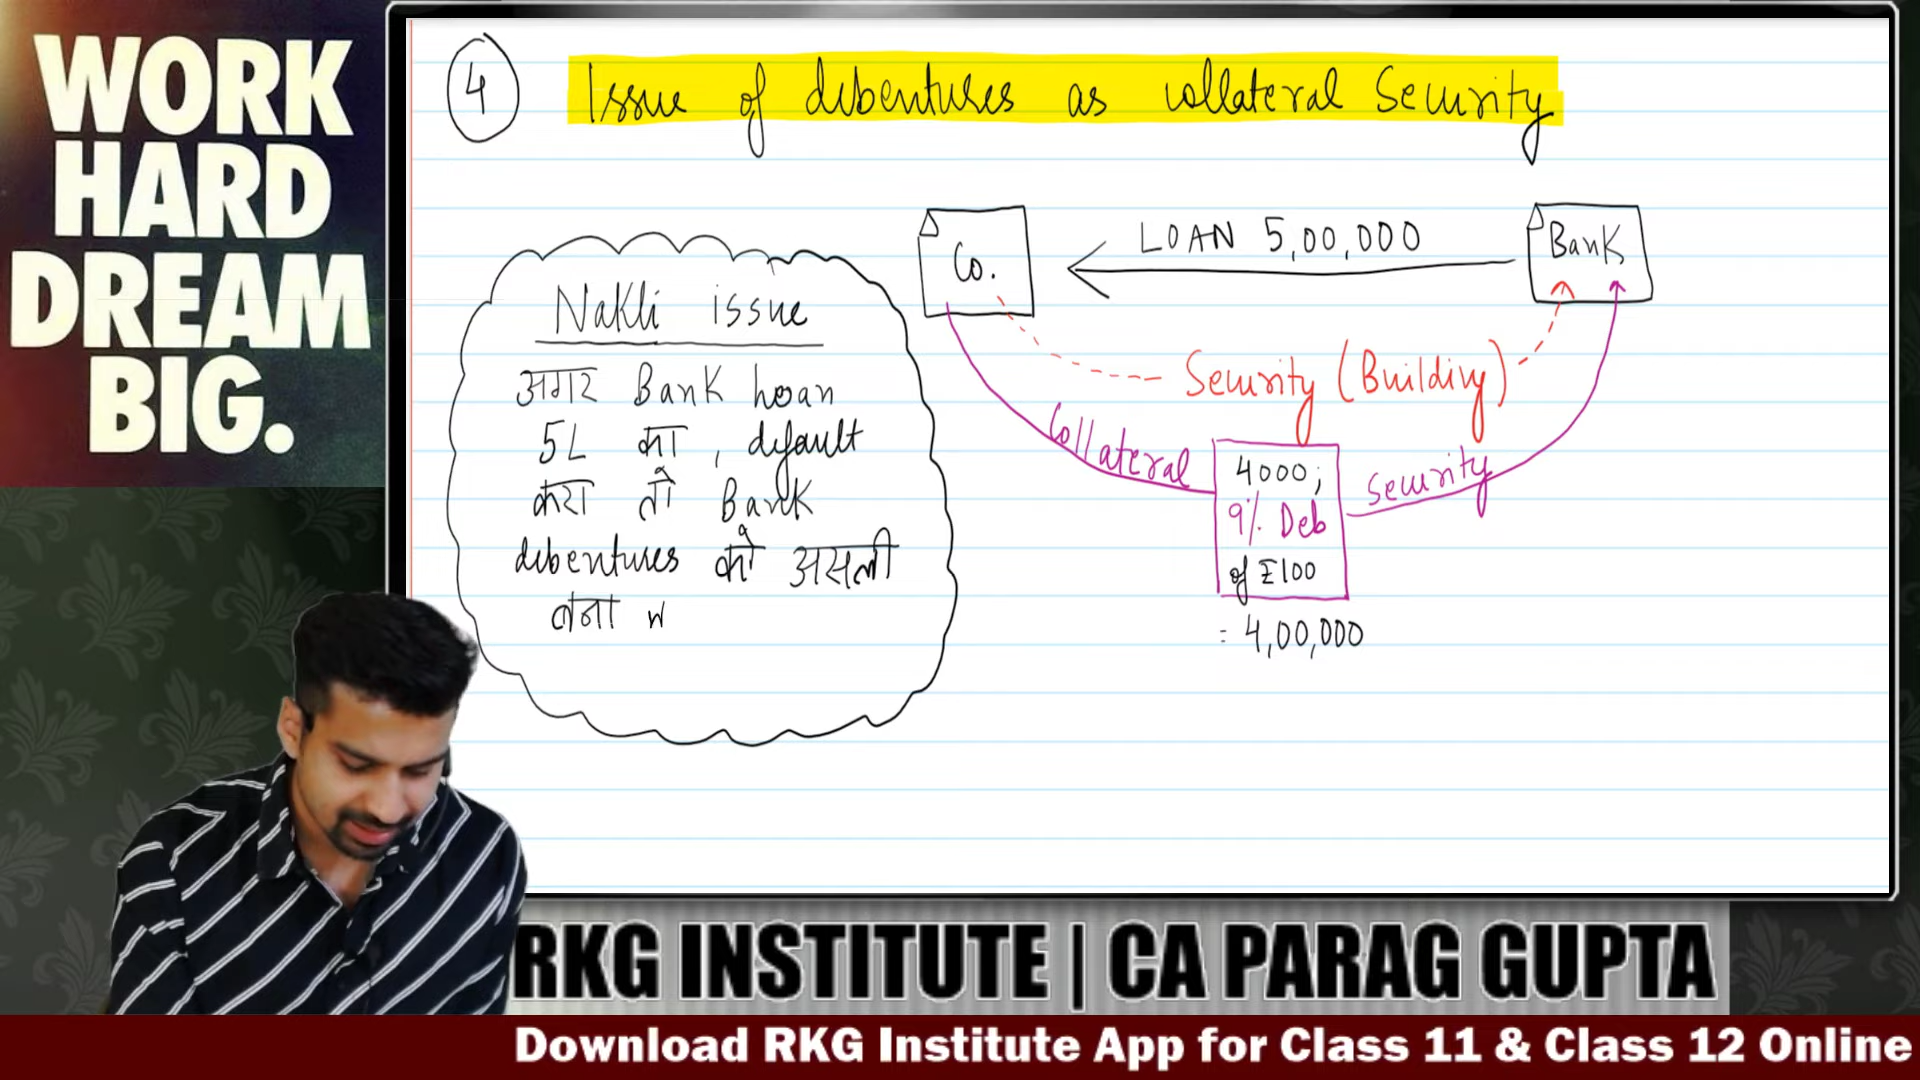 WORK
HARD
DREAM
BIG.
4 Issue of debentures as collateral Security
Co.
LOAN 5,00,000
Bank
Security (Building)
Collateral
4000;
9% Deb
of ₹100
Security
= 4,00,000
Nakli issue
अगर Bank loan
5L का, default
करा तो Bank
debentures को असली
बना w
RKG INSTITUTE | CA PARAG GUPTA
Download RKG Institute App for Class 11 & Class 12 Online